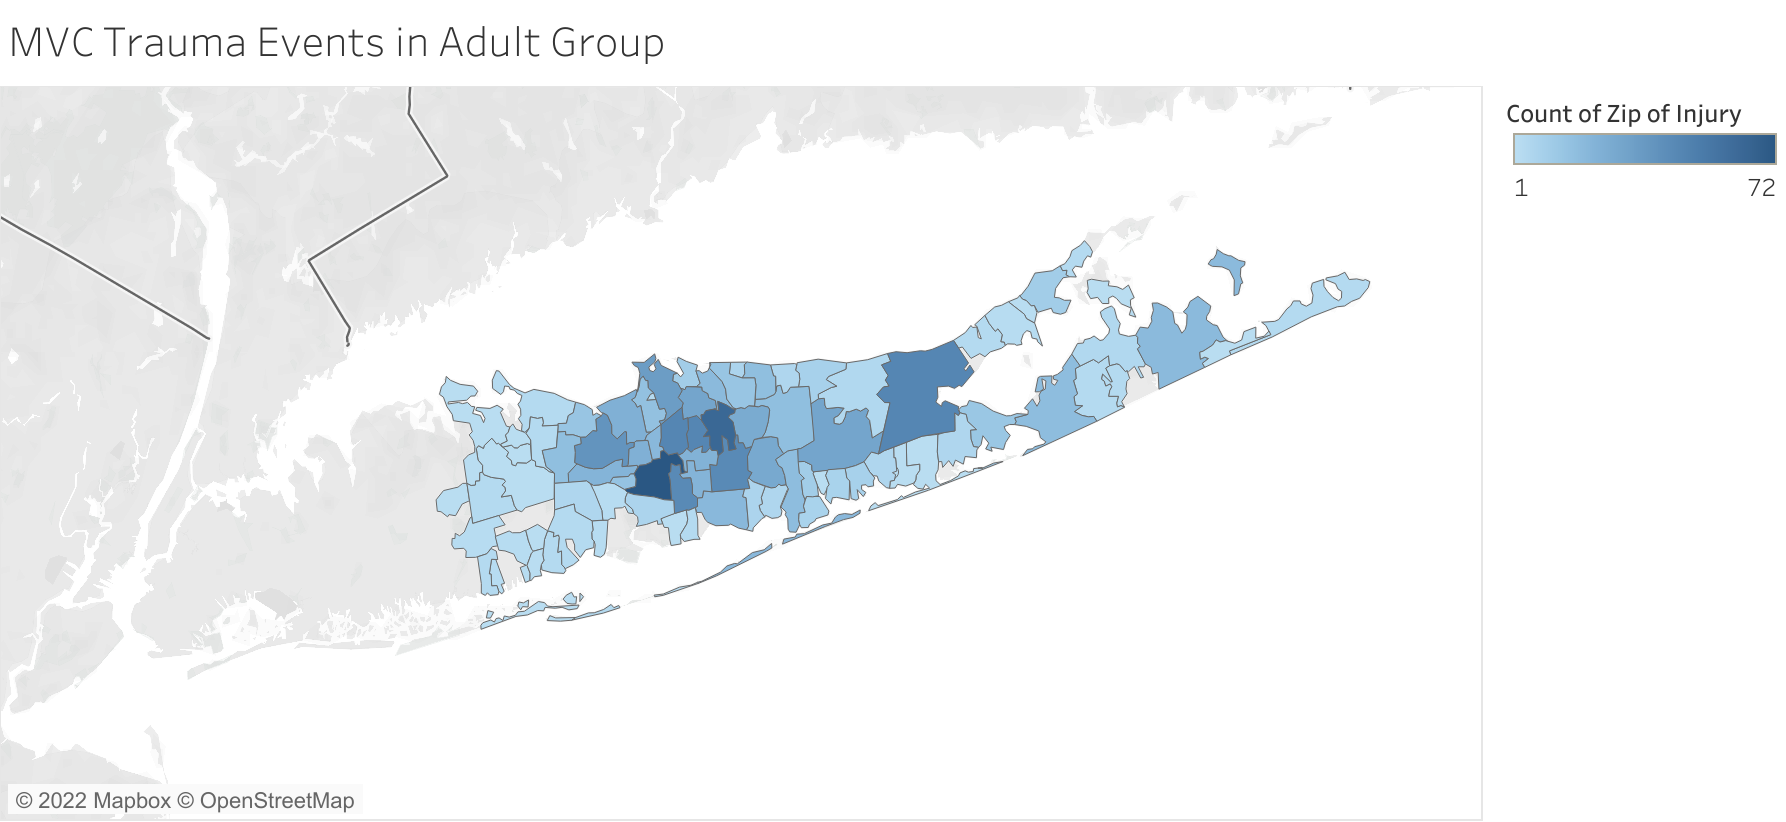 MVC Trauma Events in Adult Group
Count of Zip of Injury
1 72
© 2022 Mapbox © OpenStreetMap